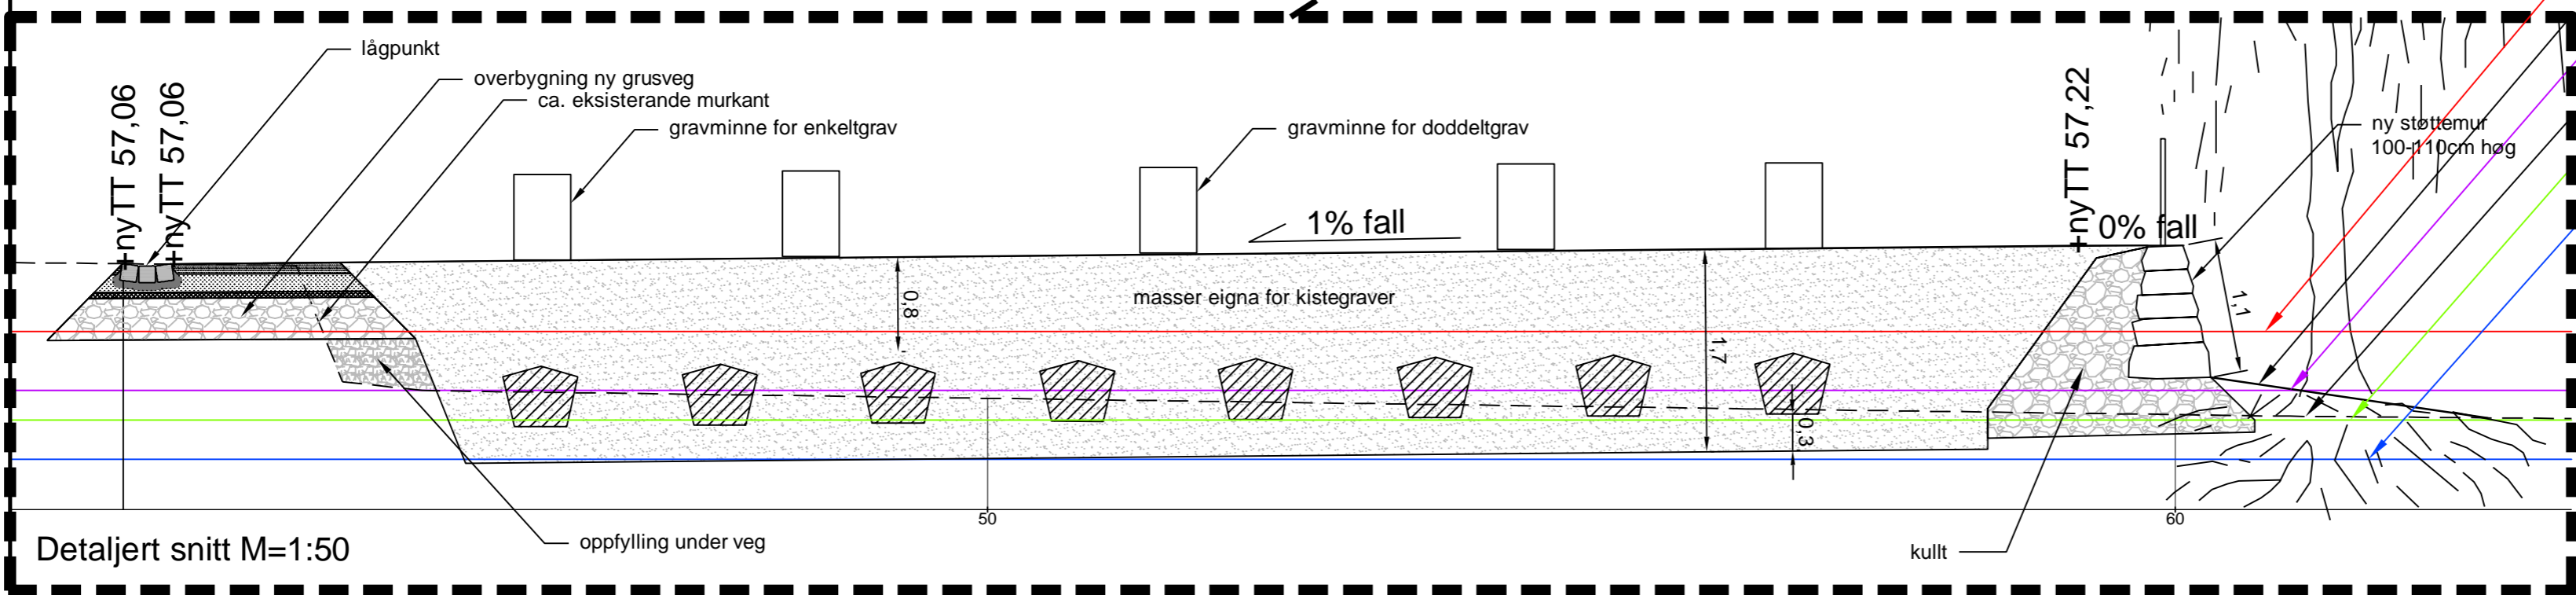 lågpunkt
overbygning ny grusveg
ca. eksisterande murkant
gravminne for enkeltgrav
gravminne for doddeltgrav
ny støttemur
100-110cm høg
nyTT 57,06
nyTT 57,06
nyTT 57,22
1% fall
0% fall
masser eigna for kistegraver
0,8
1,7
0,3
1,1
50
60
Detaljert snitt M=1:50
oppfylling under veg
kullt